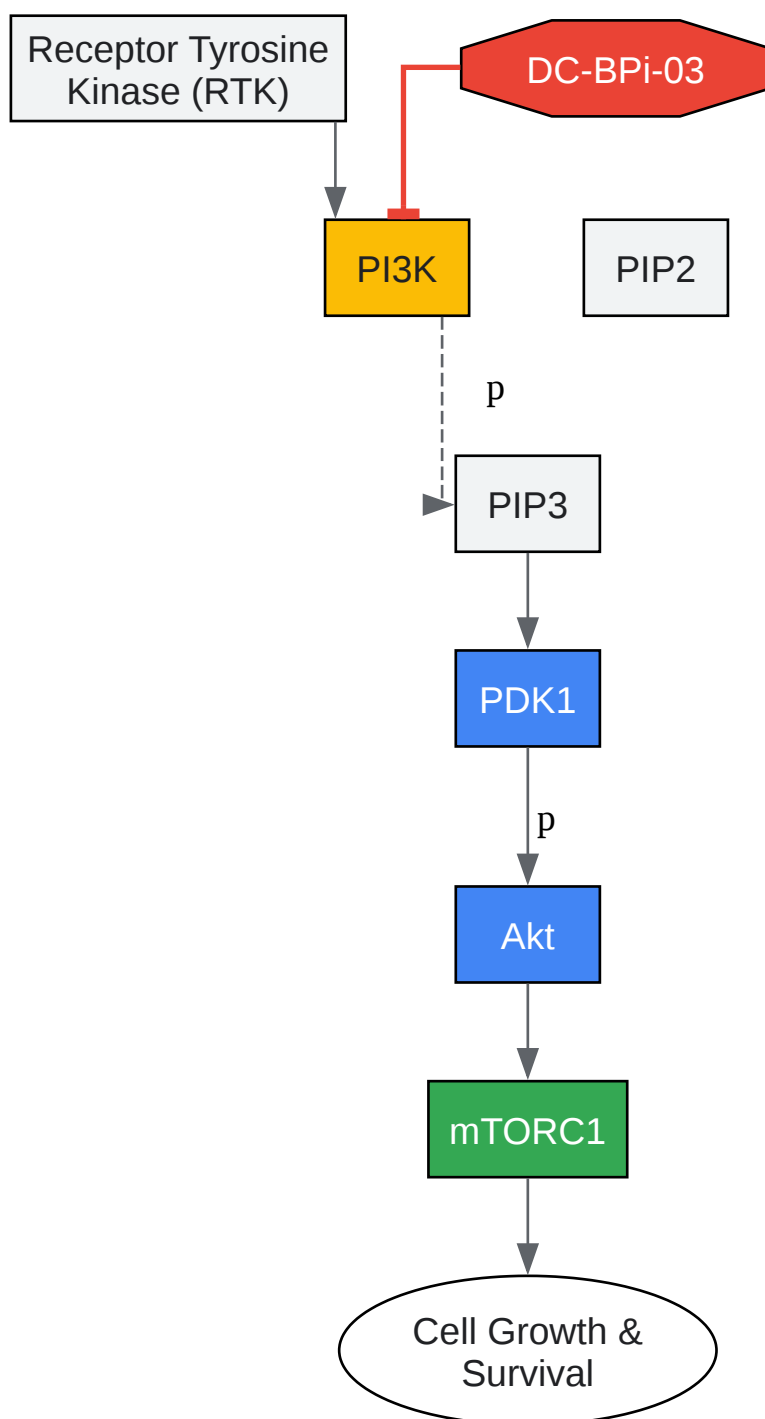 Receptor Tyrosine
Kinase (RTK)
DC-BPi-03
PI3K
PIP2
p
PIP3
PDK1
p
Akt
mTORC1
Cell Growth &
Survival